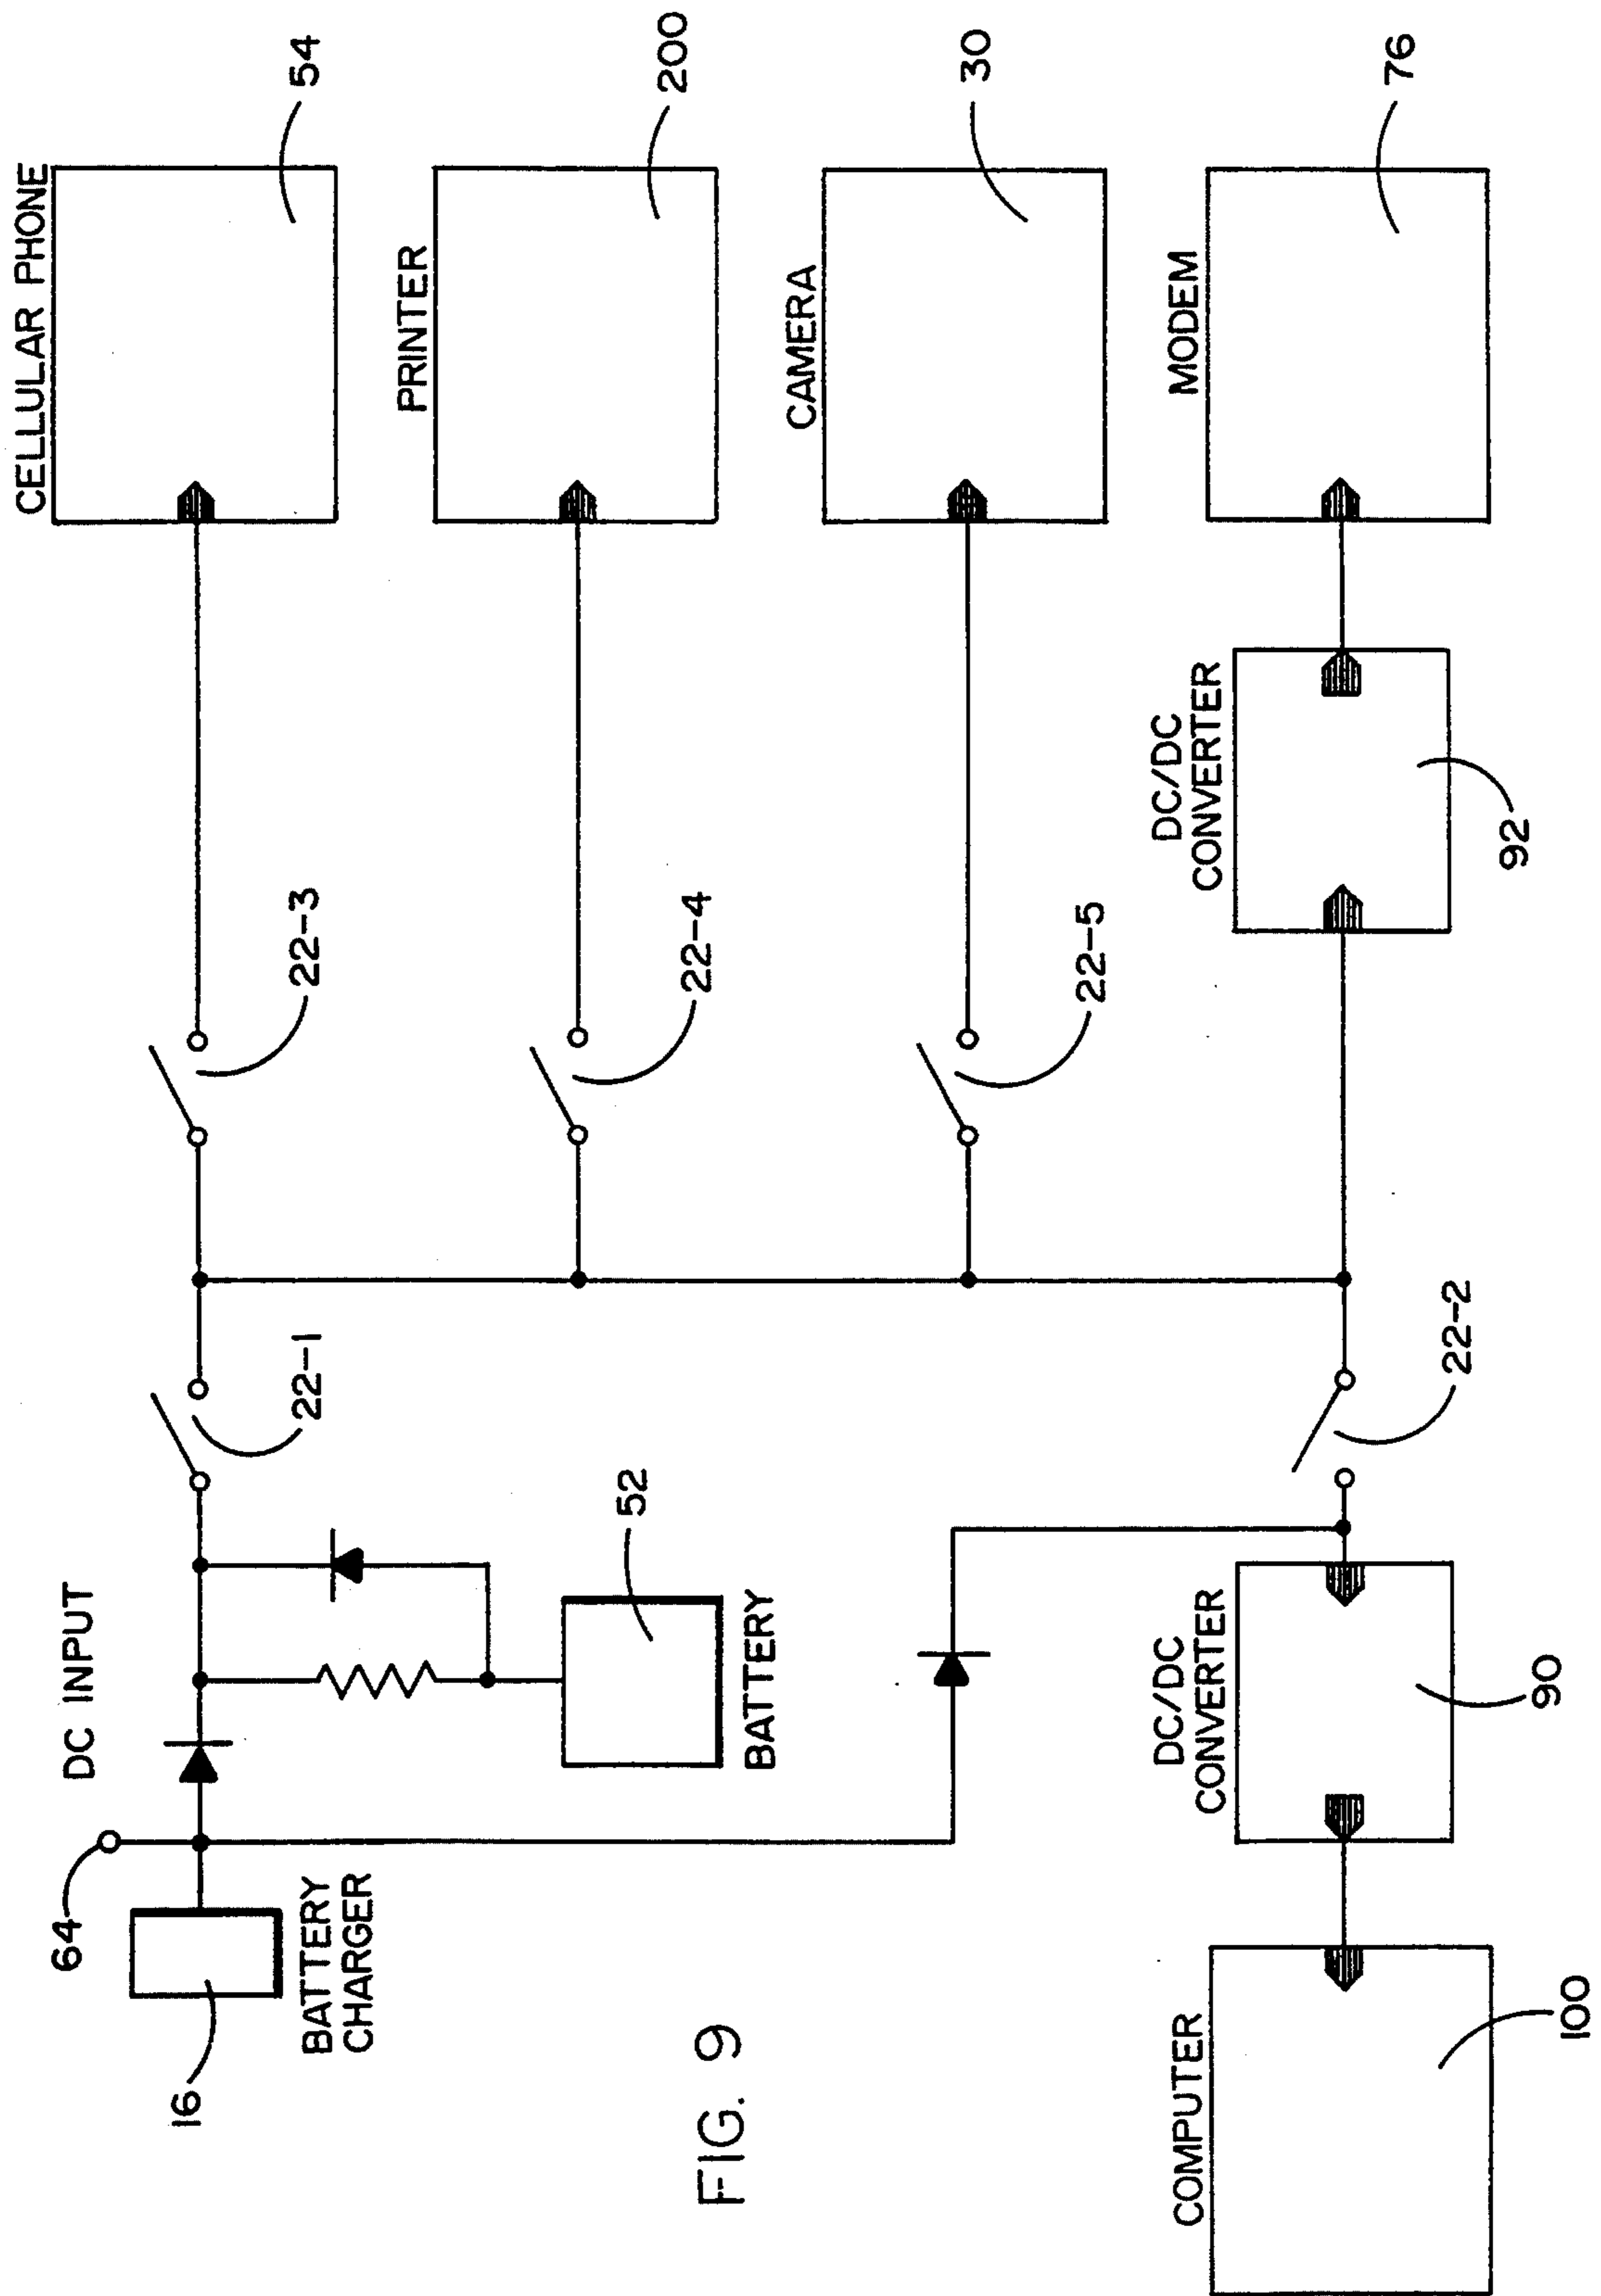 CELLULAR PHONE
54
PRINTER
200
CAMERA
30
MODEM
76
DC/DC
CONVERTER
92
22-3
22-4
22-5
22-1
22-2
DC INPUT
64
BATTERY
CHARGER
16
52
BATTERY
DC/DC
CONVERTER
90
COMPUTER
100
FIG. 9